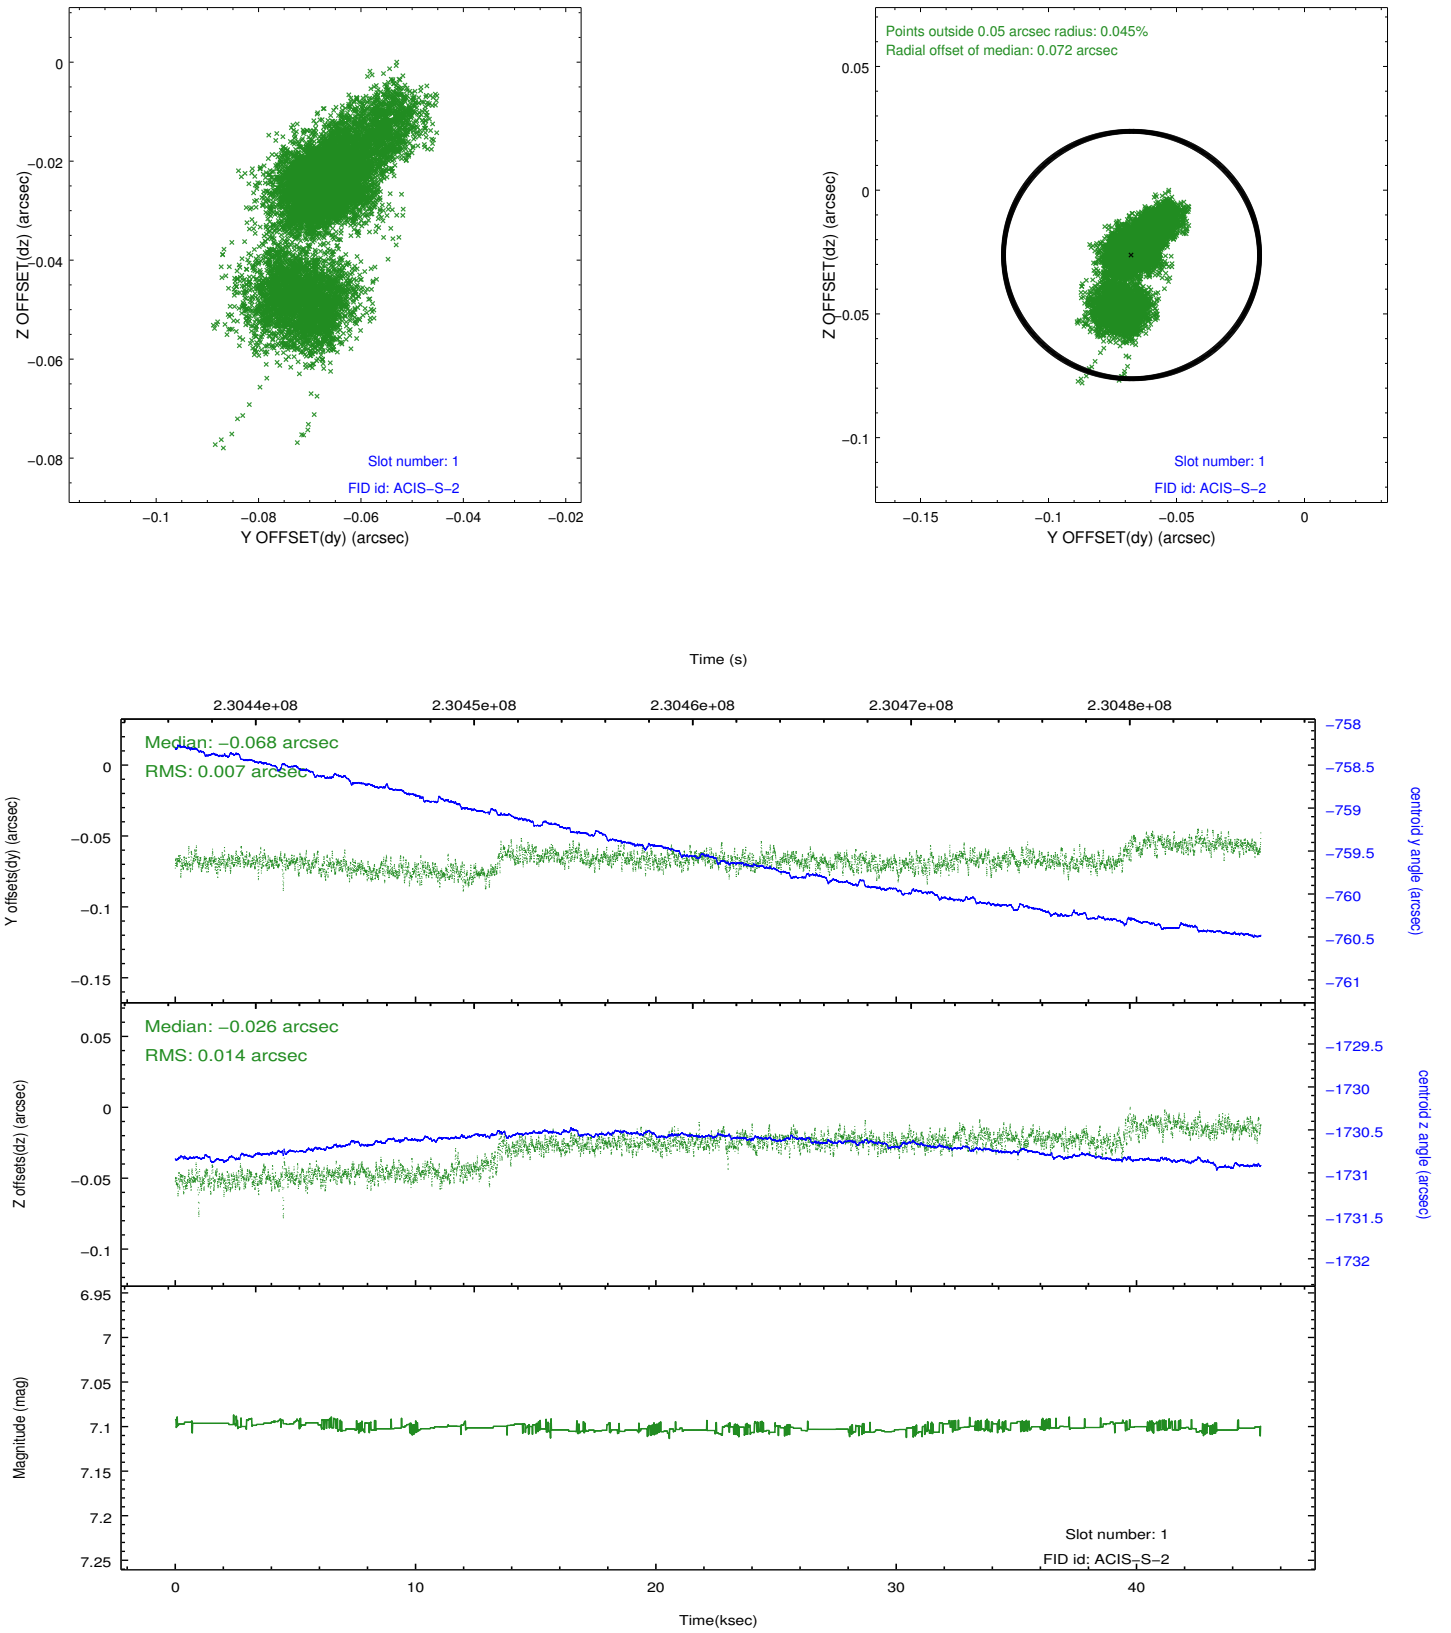 0
−0.02
−0.04
−0.06
−0.08
Z OFFSET(dz) (arcsec)
Slot number: 1
FID id: ACIS−S−2
−0.1
−0.08
−0.06
−0.04
−0.02
Y OFFSET(dy) (arcsec)
Points outside 0.05 arcsec radius: 0.045%
Radial offset of median: 0.072 arcsec
0.05
0
−0.05
−0.1
Z OFFSET(dz) (arcsec)
Slot number: 1
FID id: ACIS−S−2
−0.15
−0.1
−0.05
0
Y OFFSET(dy) (arcsec)
Time (s)
2.3044e+08
2.3045e+08
2.3046e+08
2.3047e+08
2.3048e+08
Median: −0.068 arcsec
RMS: 0.007 arcsec
0
−0.05
−0.1
−0.15
Y offsets(dy) (arcsec)
−758
−758.5
−759
−759.5
−760
−760.5
−761
centroid y angle (arcsec)
Median: −0.026 arcsec
RMS: 0.014 arcsec
0.05
0
−0.05
−0.1
Z offsets(dz) (arcsec)
−1729.5
−1730
−1730.5
−1731
−1731.5
−1732
centroid z angle (arcsec)
6.95
7
7.05
7.1
7.15
7.2
7.25
Magnitude (mag)
Slot number: 1
FID id: ACIS−S−2
0
10
20
30
40
Time(ksec)